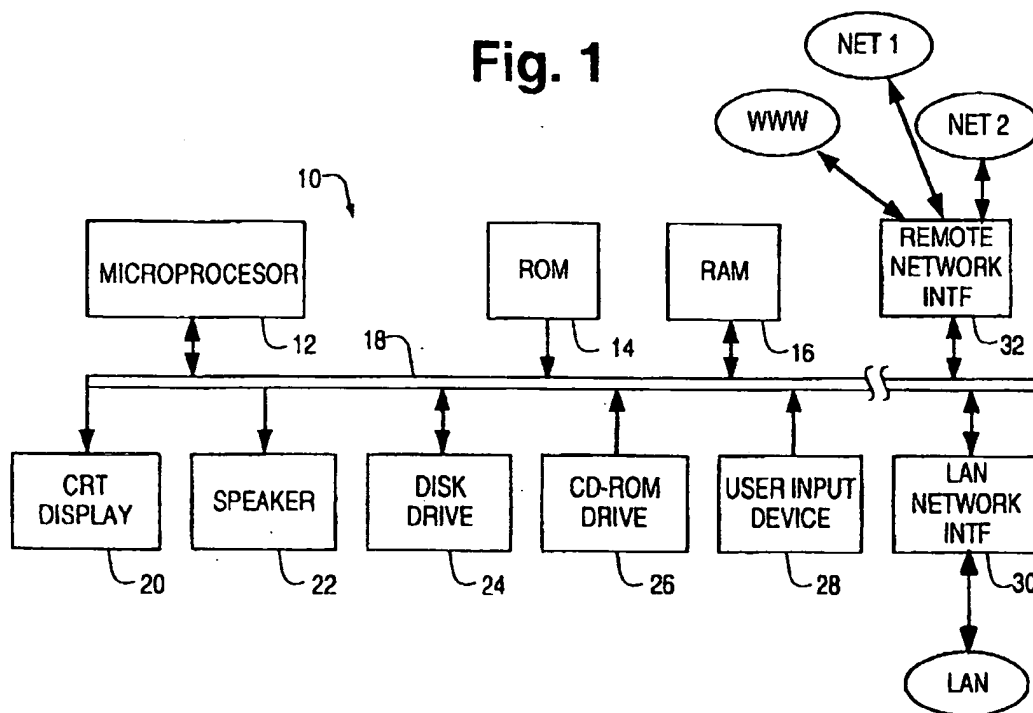 Fig. 1
NET 1
WWW
NET 2
10
MICROPROCESOR
12
ROM
14
RAM
16
REMOTE
NETWORK
INTF
32
18
CRT
DISPLAY
20
SPEAKER
22
DISK
DRIVE
24
CD-ROM
DRIVE
26
USER INPUT
DEVICE
28
LAN
NETWORK
INTF
30
LAN